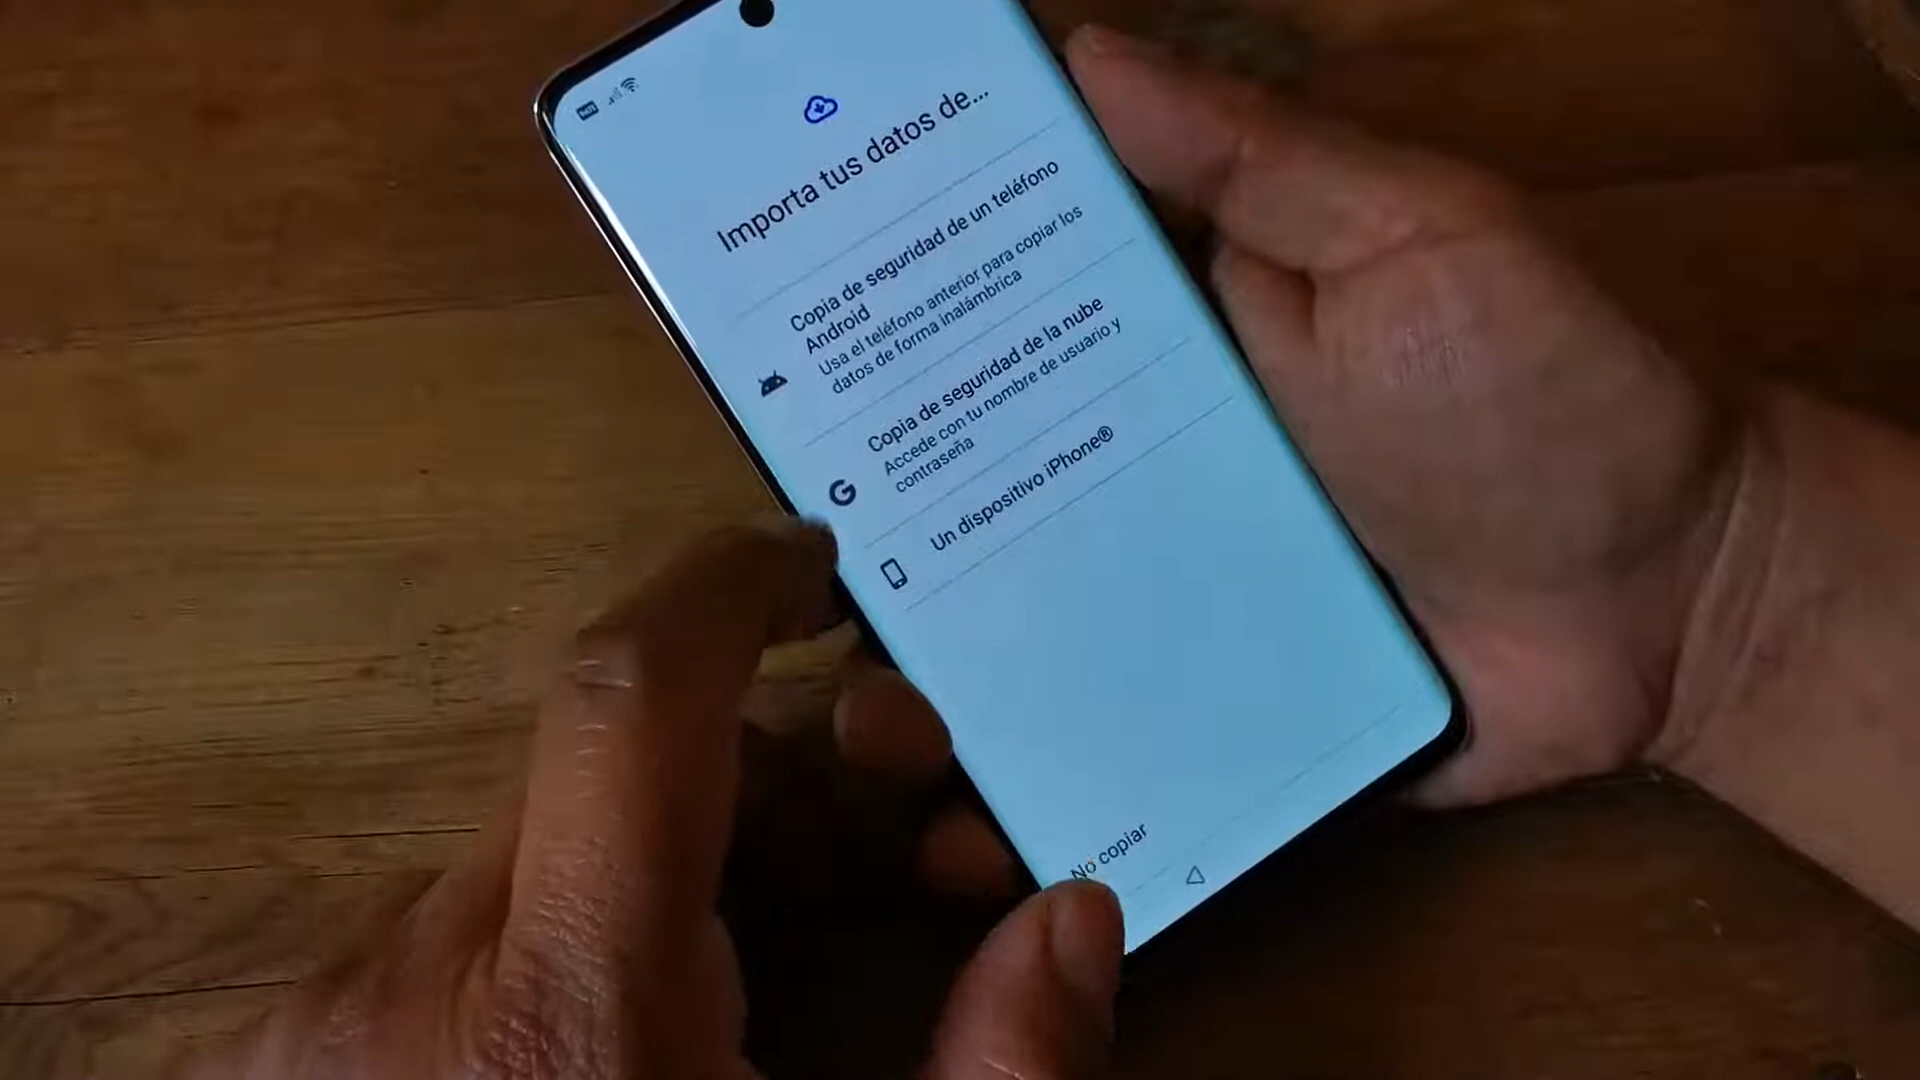 Importa tus datos de...
Copia de seguridad de un teléfono
Android
Usa el teléfono anterior para copiar los
datos de forma inalámbrica
Copia de seguridad de la nube
Accede con tu nombre de usuario y
contraseña
Un dispositivo iPhone®
No copiar